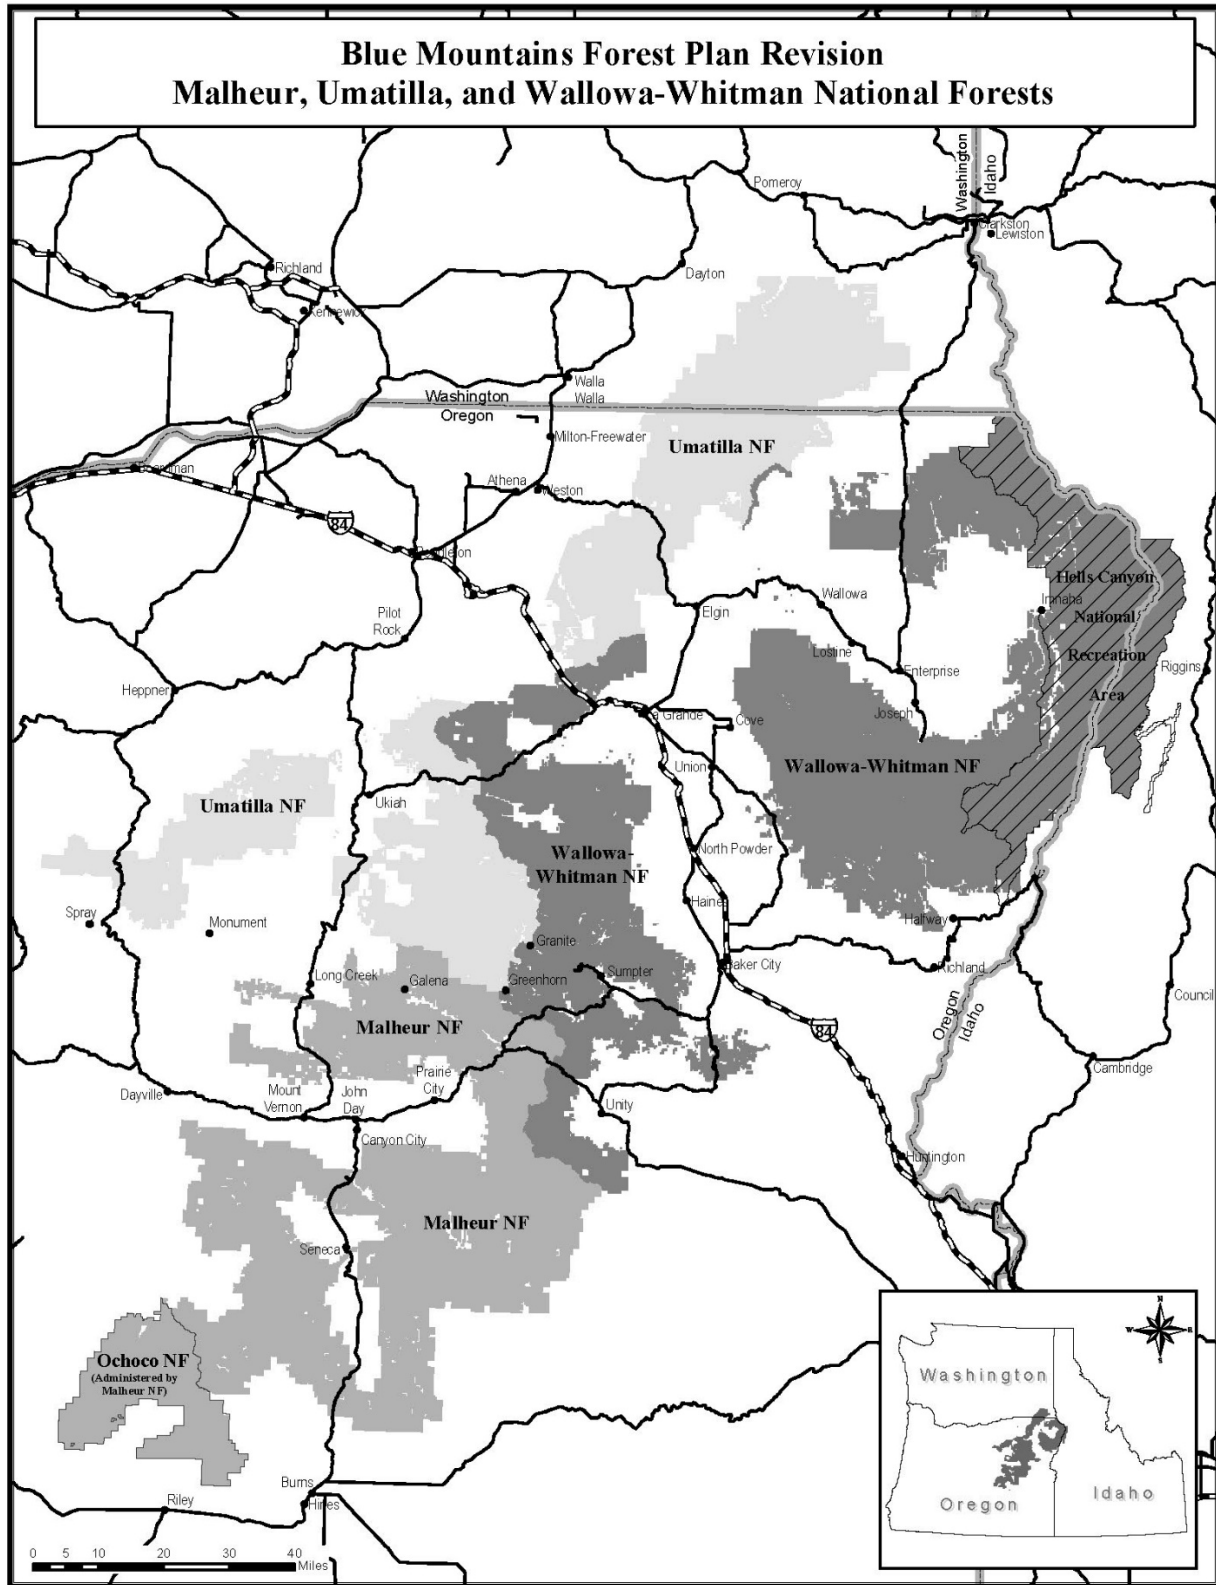 Blue Mountains Forest Plan Revision
Malheur, Umatilla, and Wallowa-Whitman National Forests
Washington
Idaho
Pomeroy
Clarkston
Lewiston
Richland
Dayton
Kennewick
Walla
Walla
Washington
Oregon
Milton-Freewater
Umatilla NF
Boardman
Athena
Weston
84
Pendleton
Hells Canyon
National
Recreation
Area
Imnaha
Wallowa
Elgin
Pilot
Rock
Lostine
Enterprise
Riggins
Heppner
Joseph
La Grande
Cove
Union
Wallowa-Whitman NF
Umatilla NF
Ukiah
Wallowa-
Whitman NF
North Powder
Haines
Spray
Monument
Halfway
Granite
Baker City
Richland
Long Creek
Galena
Greenhorn
Sumpter
Council
Oregon
Idaho
Malheur NF
84
Cambridge
Prairie
City
Dayville
Mount
Vernon
John
Day
Unity
Canyon City
Huntington
Malheur NF
Seneca
Ochoco NF
(Administered by
Malheur NF)
Burns
Hines
Riley
0 5 10 20 30 40
Miles
N
W E
S
Washington
Oregon
Idaho